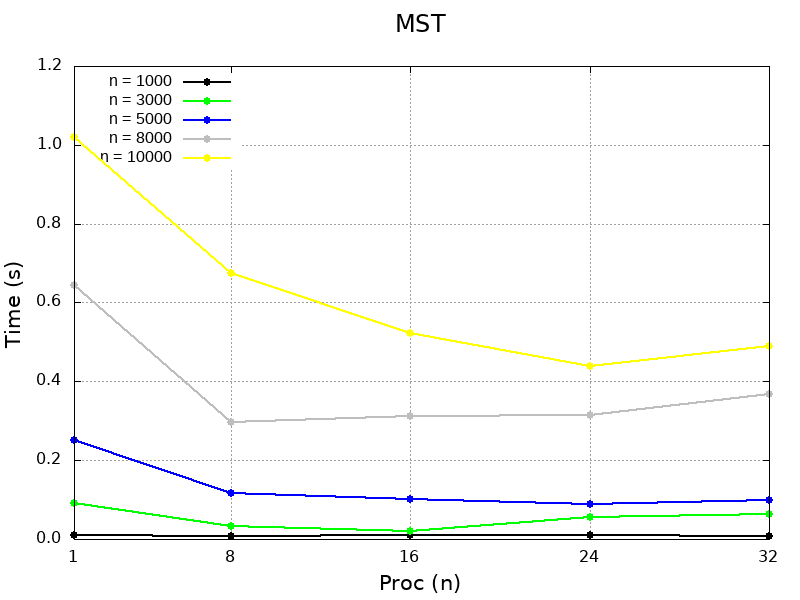 MST
1.2
1.0
0.8
0.6
0.4
0.2
0.0
Time (s)
n = 1000
n = 3000
n = 5000
n = 8000
n = 10000
1 8 16 24 32
Proc (n)